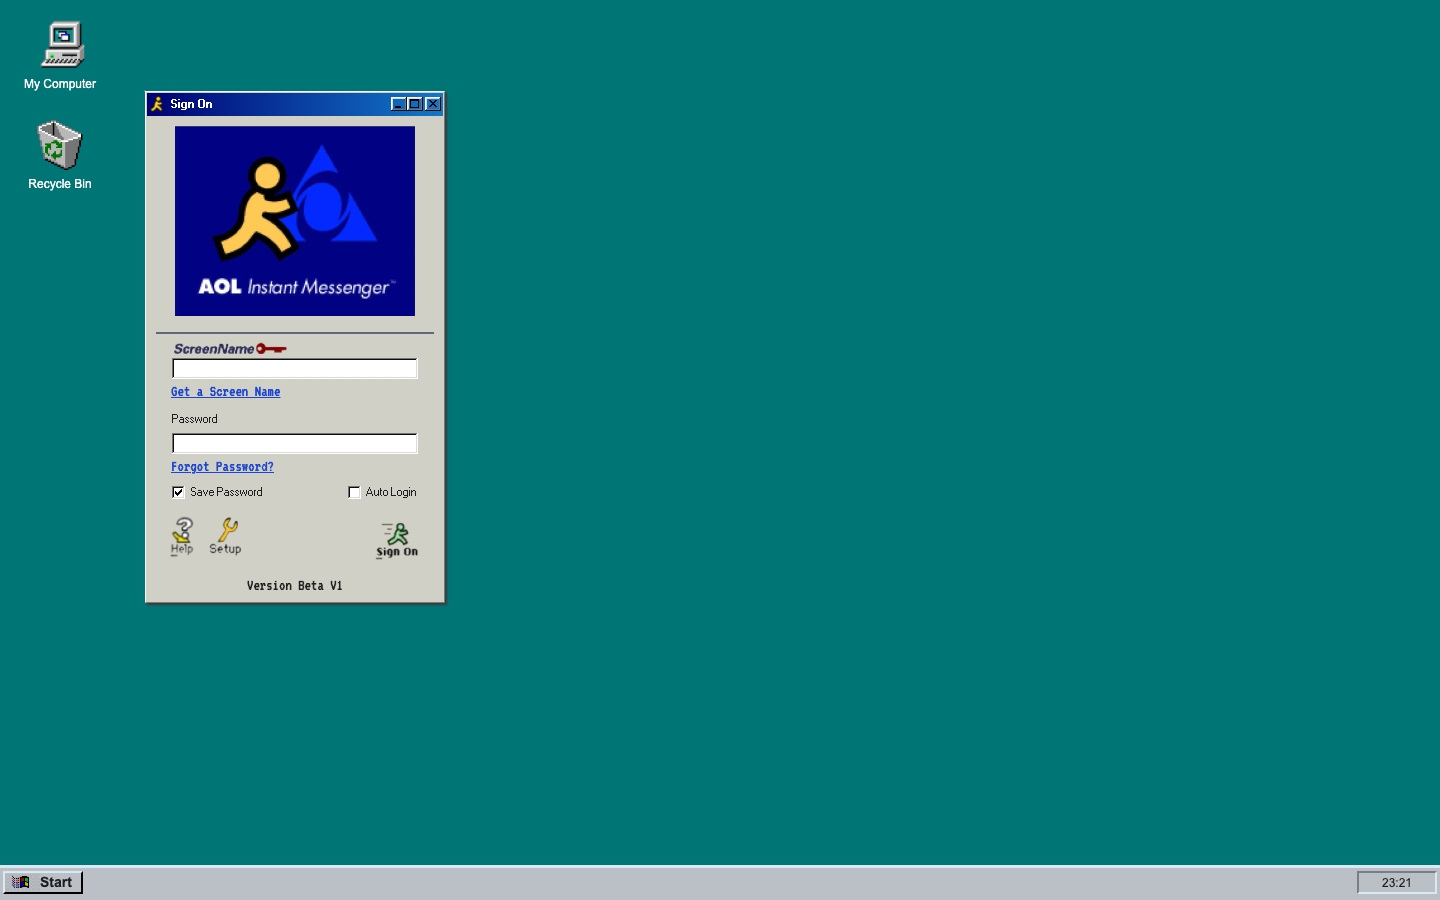 My Computer
Recycle Bin
Sign On
AOL Instant Messenger™
ScreenName
Get a Screen Name
Password
Forgot Password?
Save Password
Auto Login
Help
Setup
Sign On
Version Beta V1
Start
23:21